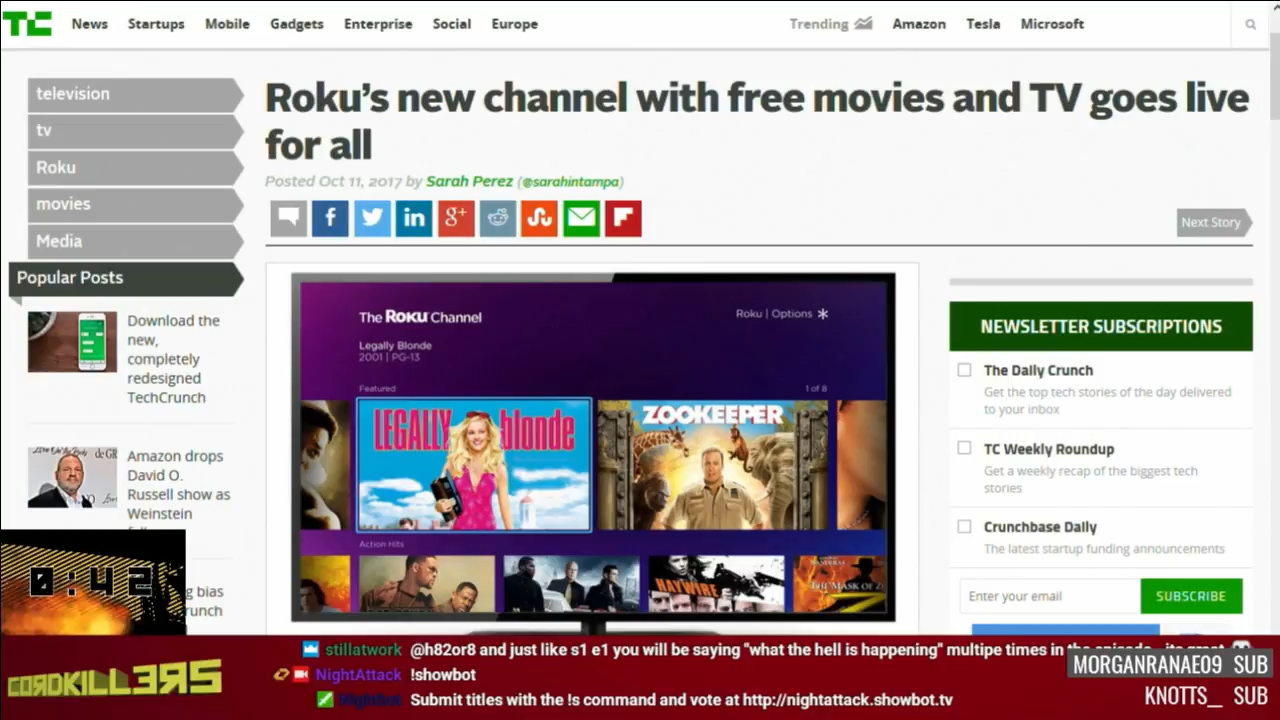 TC
News
Startups
Mobile
Gadgets
Enterprise
Social
Europe
Trending
Amazon
Tesla
Microsoft
television
tv
Roku
movies
Media
Popular Posts
Download the
new,
completely
redesigned
TechCrunch
Amazon drops
David O.
Russell show as
Weinstein
g bias
runch
Roku's new channel with free movies and TV goes live
for all
Posted Oct 11, 2017 by Sarah Perez (@sarahintampa)
Next Story
The Roku Channel
Roku | Options
Legally Blonde
2001 | PG-13
Featured
1 of 8
LEGALLY blonde
ZOOKEEPER
Action Hits
HAYWIRE
THE MASK OF Z
NEWSLETTER SUBSCRIPTIONS
The Daily Crunch
Get the top tech stories of the day delivered
to your inbox
TC Weekly Roundup
Get a weekly recap of the biggest tech
stories
Crunchbase Daily
The latest startup funding announcements
Enter your email
SUBSCRIBE
0:42
CORDKILL3RS
stillatwork @h82or8 and just like s1 e1 you will be saying "what the hell is happening" multipe times in the episode
NightAttack !showbot
Nightbot Submit titles with the !s command and vote at http://nightattack.showbot.tv
MORGANRANAE09 SUB
KNOTTS__ SUB